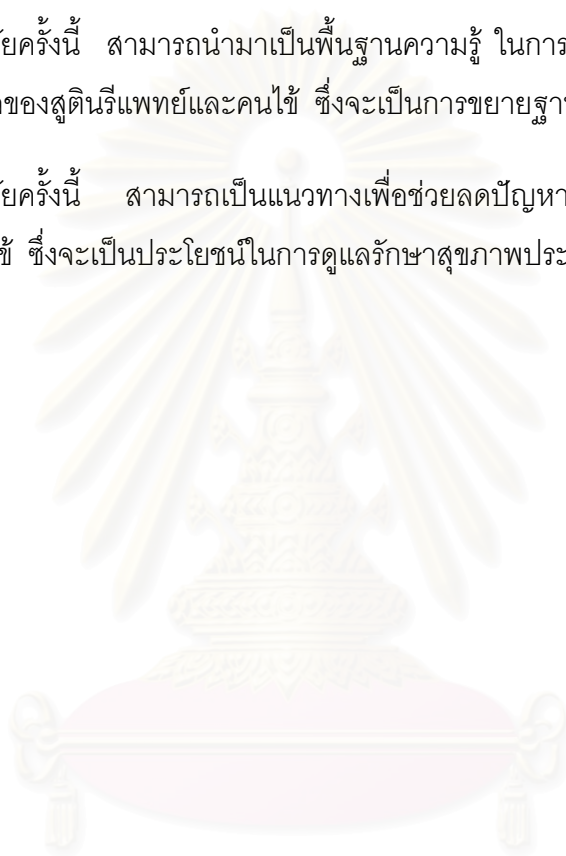 ัยครั้งนี้ สามารถนำมาเป็นพื้นฐานความรู้ ในการ
ของสูตินรีแพทย์และคนไข้ ซึ่งจะเป็นการขยายฐาน
ัยครั้งนี้ สามารถเป็นแนวทางเพื่อช่วยลดปัญหา
ข้ ซึ่งจะเป็นประโยชน์ในการดูแลรักษาสุขภาพประ